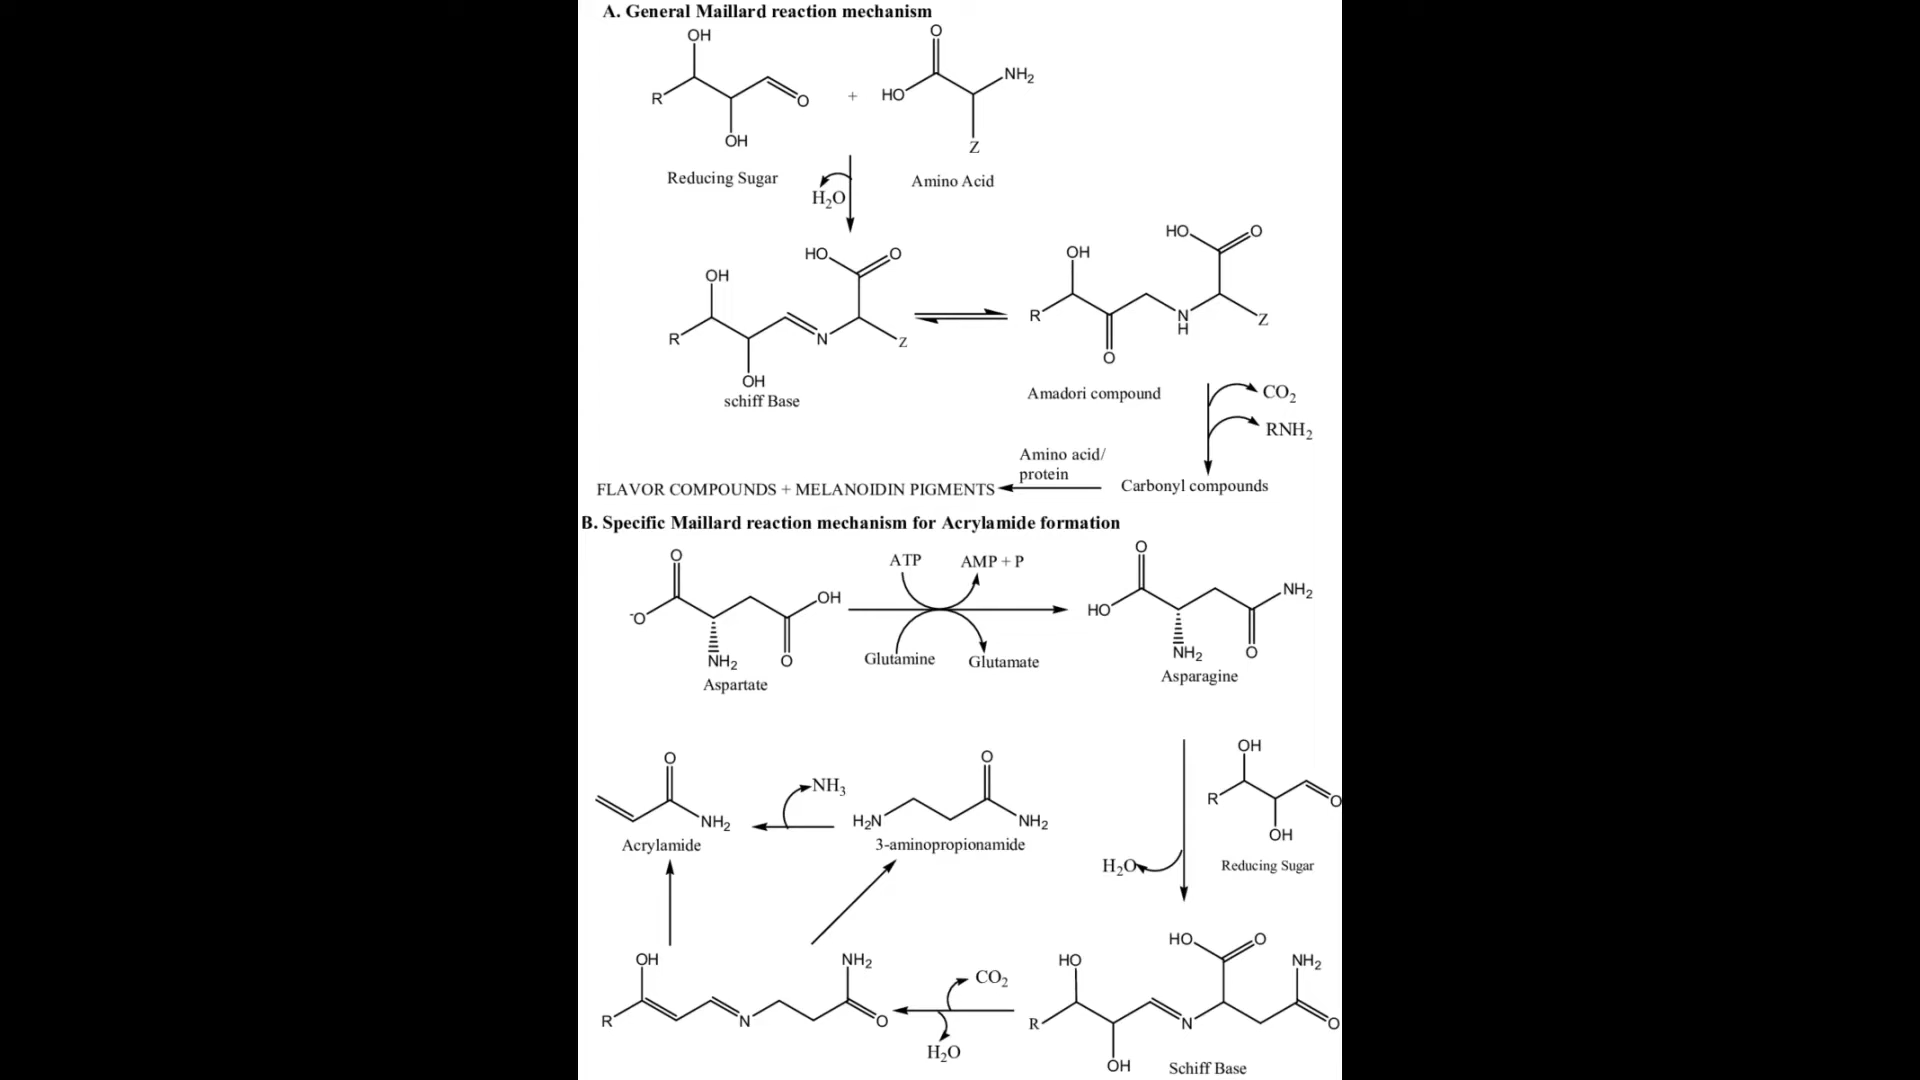 A. General Maillard reaction mechanism
OH
O
R
O
+
HO
NH2
OH
Z
Reducing Sugar
Amino Acid
H2O
HO
O
OH
R
N
Z
OH
schiff Base
HO
O
OH
R
N
H
Z
O
Amadori compound
CO2
RNH2
Carbonyl compounds
Amino acid/
protein
FLAVOR COMPOUNDS + MELANOIDIN PIGMENTS
B. Specific Maillard reaction mechanism for Acrylamide formation
O
-O
OH
NH2
O
Aspartate
ATP
AMP + P
Glutamine
Glutamate
O
HO
NH2
NH2
O
Asparagine
OH
R
O
OH
Reducing Sugar
H2O
O
NH2
Acrylamide
NH3
O
H2N
NH2
3-aminopropionamide
OH
R
N
NH2
O
CO2
H2O
HO
O
HO
NH2
R
N
O
OH
Schiff Base